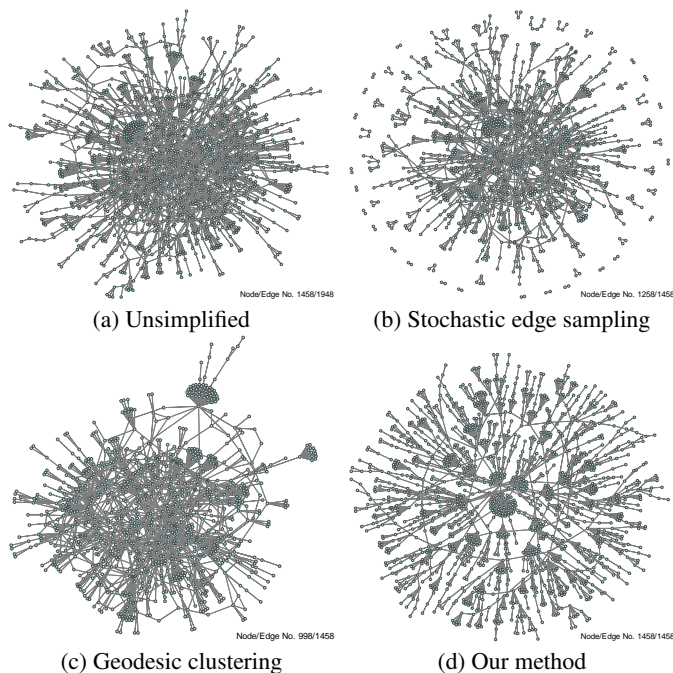 Node/Edge No. 1458/1948
Node/Edge No. 1258/1458
(a) Unsimplified
(b) Stochastic edge sampling
Node/Edge No. 998/1458
Node/Edge No. 1458/1458
(c) Geodesic clustering
(d) Our method